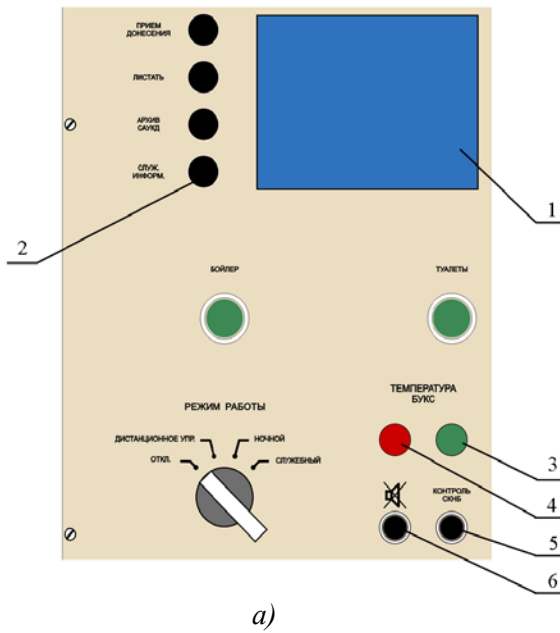 ПРИЕМ
ДОНЕСЕНИЯ
ЛИСТАТЬ
АРХИВ
САУКД
СЛУЖ.
ИНФОРМ.
1
2
БОЙЛЕР
ТУАЛЕТЫ
ТЕМПЕРАТУРА
БУКС
РЕЖИМ РАБОТЫ
ДИСТАНЦИОННОЕ УПР.
НОЧНОЙ
ОТКЛ.
СЛУЖЕБНЫЙ
3
4
КОНТРОЛЬ
СКНБ
5
6
а)